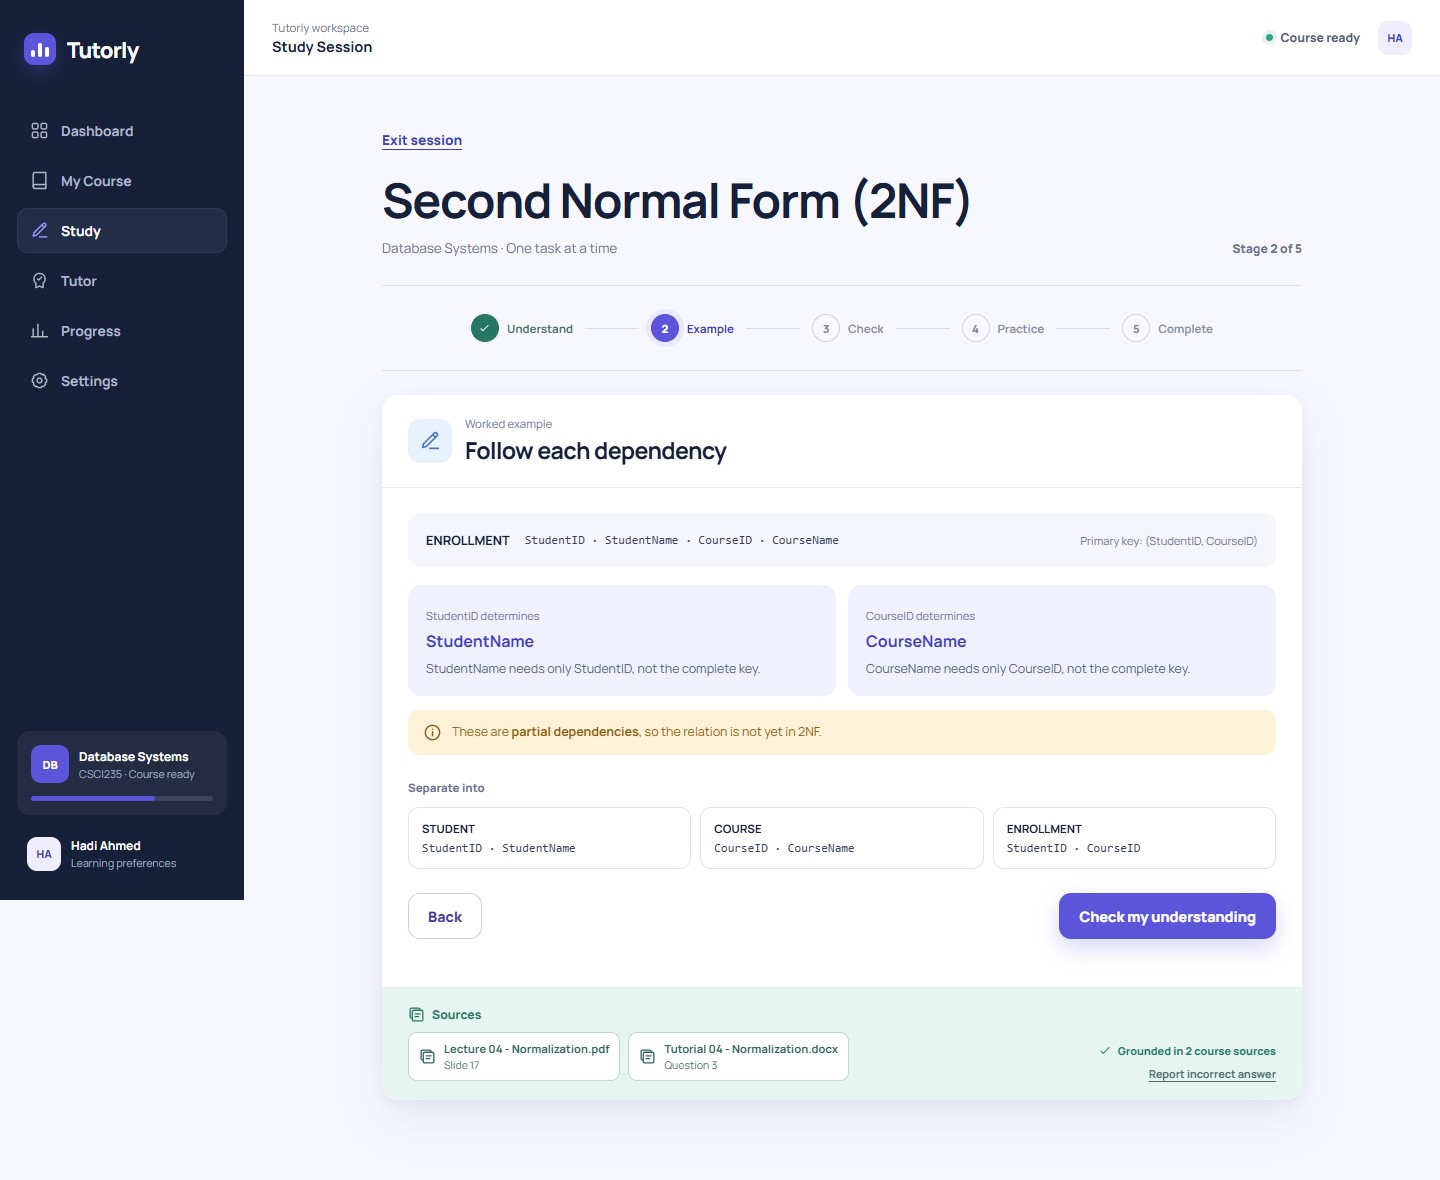 Tutorly
Dashboard
My Course
Study
Tutor
Progress
Settings
DB
Database Systems
CSCI235 · Course ready
HA
Hadi Ahmed
Learning preferences
Tutorly workspace
Study Session
Course ready
HA
Exit session
Second Normal Form (2NF)
Database Systems · One task at a time
Stage 2 of 5
Understand
2 Example
3 Check
4 Practice
5 Complete
Worked example
Follow each dependency
ENROLLMENT StudentID · StudentName · CourseID · CourseName
Primary key: (StudentID, CourseID)
StudentID determines
StudentName
StudentName needs only StudentID, not the complete key.
CourseID determines
CourseName
CourseName needs only CourseID, not the complete key.
These are partial dependencies, so the relation is not yet in 2NF.
Separate into
STUDENT
StudentID · StudentName
COURSE
CourseID · CourseName
ENROLLMENT
StudentID · CourseID
Back
Check my understanding
Sources
Lecture 04 - Normalization.pdf
Slide 17
Tutorial 04 - Normalization.docx
Question 3
Grounded in 2 course sources
Report incorrect answer